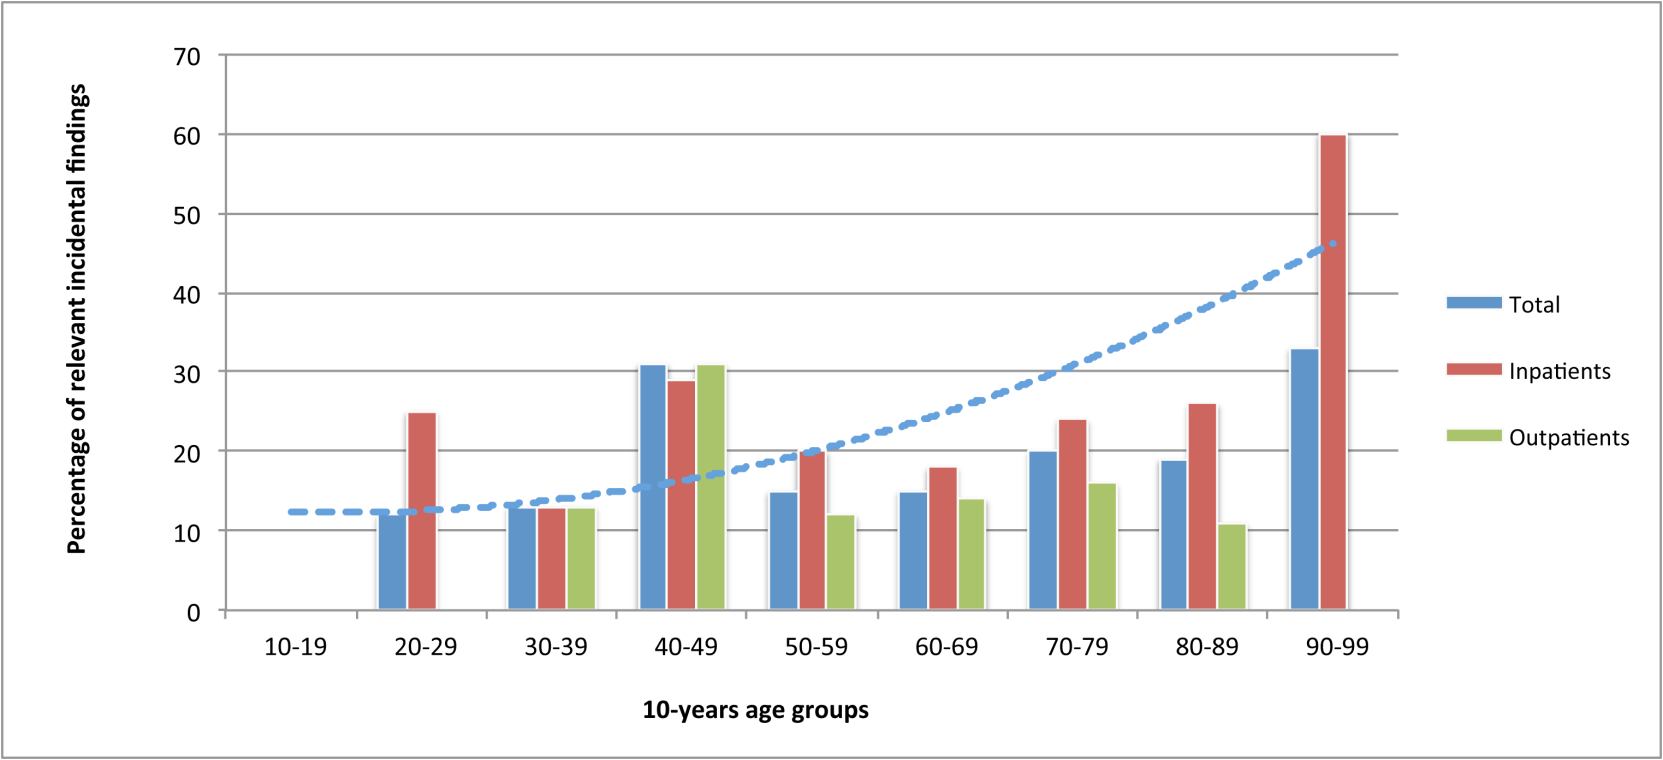 Percentage of relevant incidental findings
70
60
50
40
30
20
10
0
10-19 20-29 30-39 40-49 50-59 60-69 70-79 80-89 90-99
10-years age groups
Total
Inpatients
Outpatients